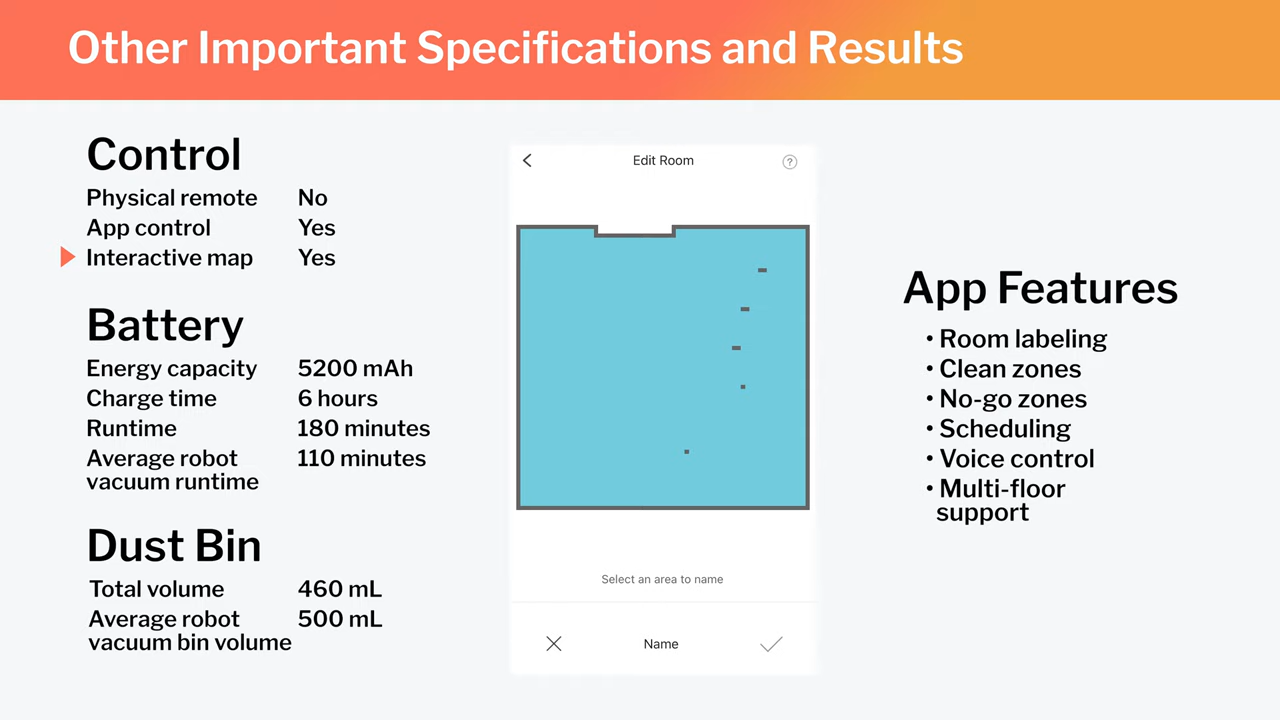 Other Important Specifications and Results
Control
Physical remote No
App control Yes
Interactive map Yes
Battery
Energy capacity 5200 mAh
Charge time 6 hours
Runtime 180 minutes
Average robot 110 minutes
vacuum runtime
Dust Bin
Total volume 460 mL
Average robot 500 mL
vacuum bin volume
Edit Room
?
Select an area to name
Name
App Features
• Room labeling
• Clean zones
• No-go zones
• Scheduling
• Voice control
• Multi-floor
support